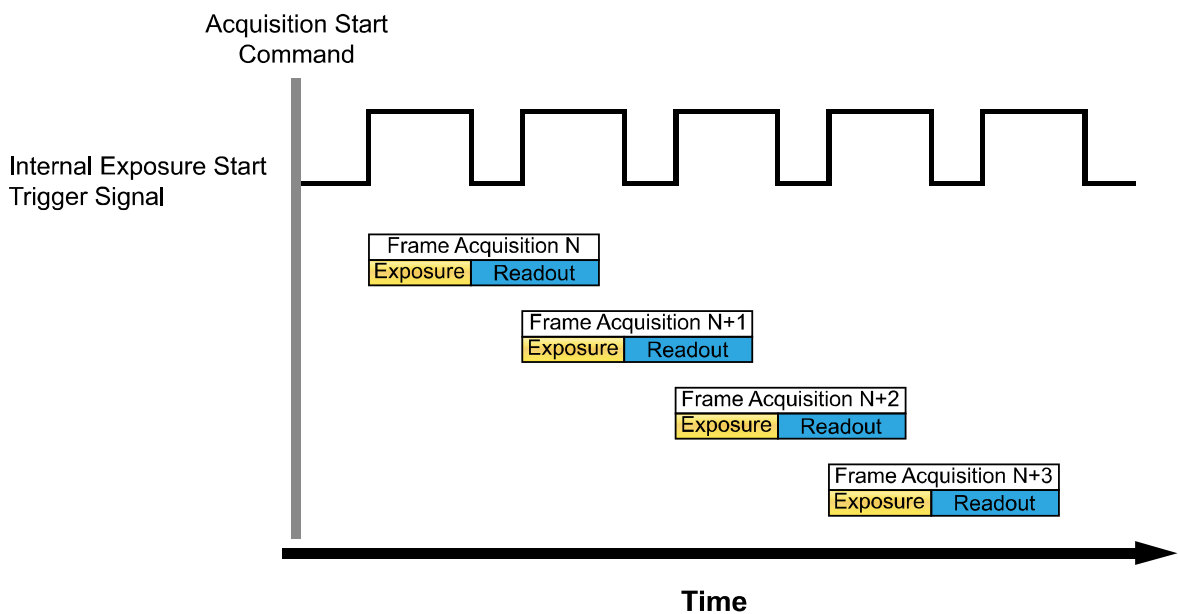 Acquisition Start
Command
Internal Exposure Start
Trigger Signal
Frame Acquisition N
Exposure Readout
Frame Acquisition N+1
Exposure Readout
Frame Acquisition N+2
Exposure Readout
Frame Acquisition N+3
Exposure Readout
Time